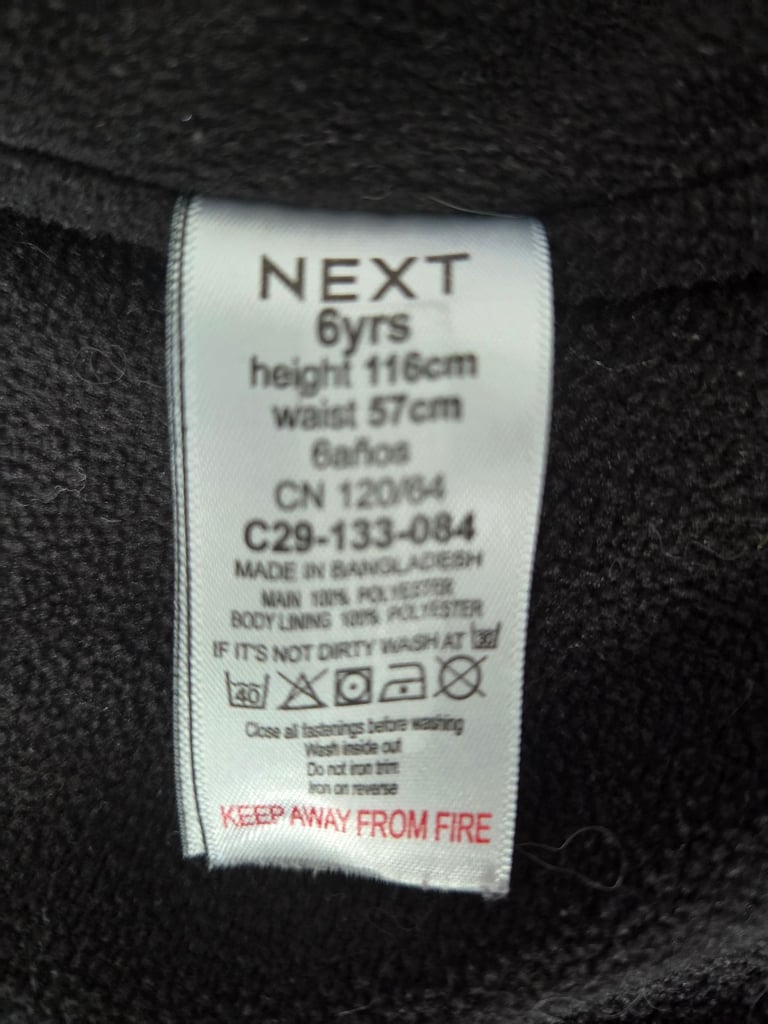 NEXT
6yrs
height 116cm
waist 57cm
6años
CN 120/64
C29-133-084
MADE IN BANGLADESH
MAIN 100% POLYESTER
BODY LINING 100% POLYESTER
IF IT'S NOT DIRTY WASH AT 30
40
Close all fastenings before washing
Wash inside out
Do not iron trim
Iron on reverse
KEEP AWAY FROM FIRE